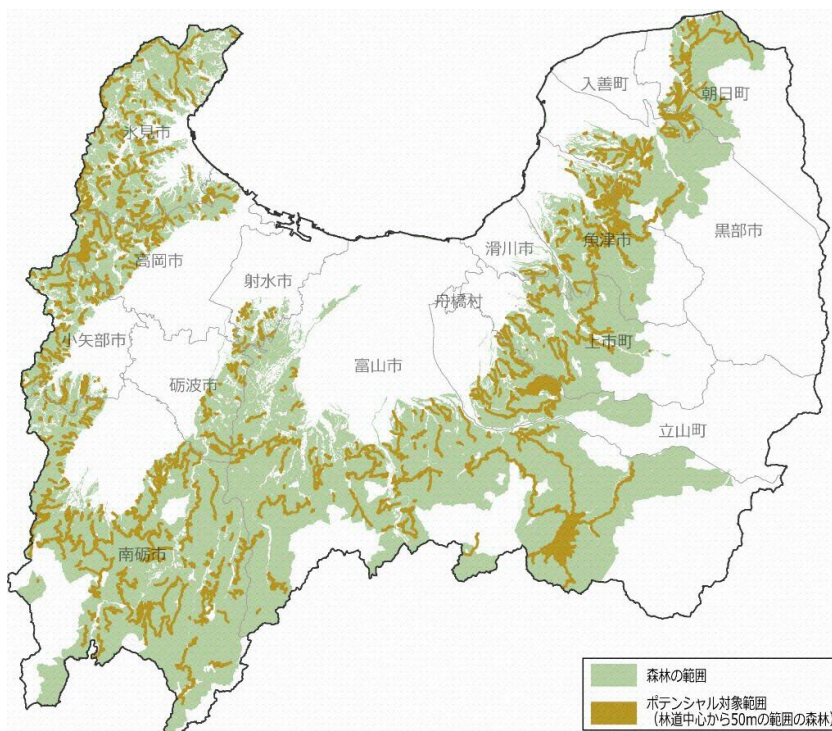 入善町
朝日町
氷見市
黒部市
魚津市
滑川市
高岡市
射水市
舟橋村
小矢部市
上市町
富山市
砺波市
立山町
南砺市
森林の範囲
ポテンシャル対象範囲
(林道中心から50mの範囲の森林)